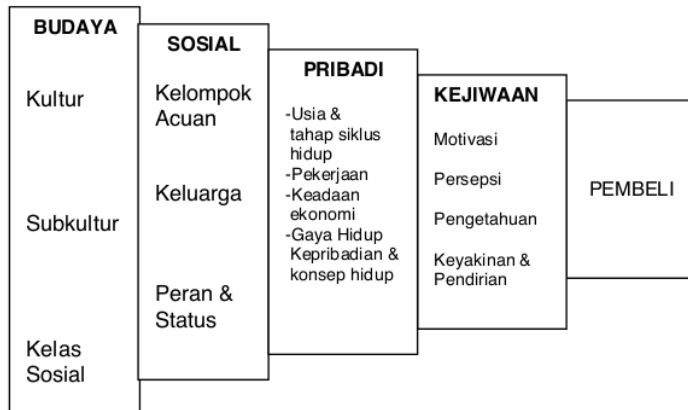 BUDAYA
Kultur
Subkultur
Kelas
Sosial
SOSIAL
Kelompok
Acuan
Keluarga
Peran &
Status
PRIBADI
-Usia &
tahap siklus
hidup
-Pekerjaan
-Keadaan
ekonomi
-Gaya Hidup
Kepribadian &
konsep hidup
KEJIWAAN
Motivasi
Persepsi
Pengetahuan
Keyakinan &
Pendirian
PEMBELI